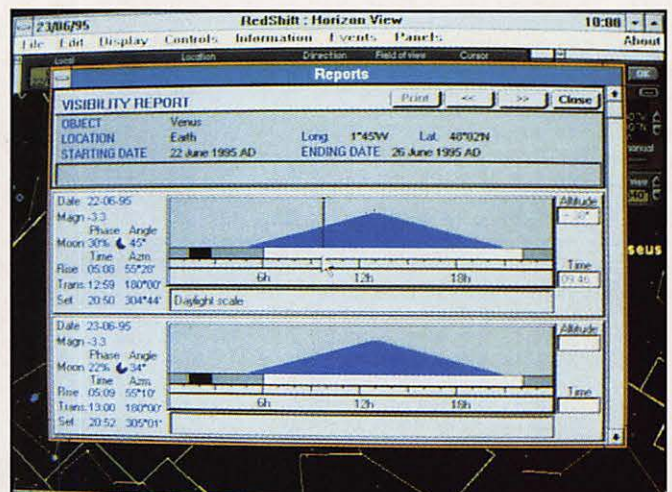 23/06/95 RedShift : Horizon View 10:00
File Edit Display Controls Information Events Panels About
Local Location Direction Field of view Cursor
Reports OK
VISIBILITY REPORT Print << >> Close
OBJECT Venus
LOCATION Earth Long. 1°45'W Lat. 48°02'N
STARTING DATE 22 June 1995 AD ENDING DATE 26 June 1995 AD
Date 22-06-95 Altitude
Magn -3.3
Phase Angle
Moon 30% 45°
Time Azm.
Rise 05:08 55°28' 6h 12h 18h Time
Trans. 12:59 180°00' 09:46
Set 20:50 304°44' Daylight scale
seus
Date 23-06-95 Altitude
Magn -3.3
Phase Angle
Moon 22% 34°
Time Azm.
Rise 05:09 55°10' Time
Trans. 13:00 180°00' 6h 12h 18h
Set 20:52 305°01'